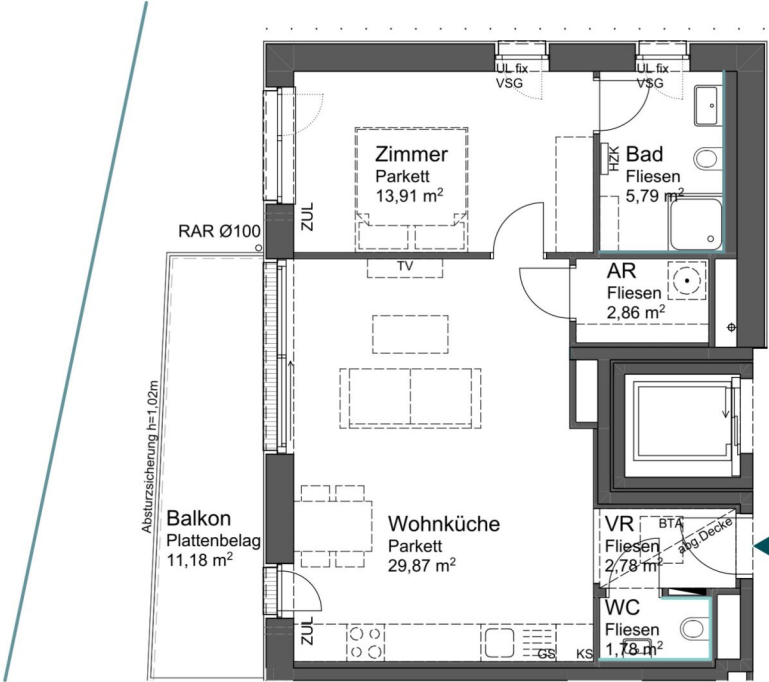 UL fix
VSG
UL fix
VSG
Zimmer
Parkett
13,91 m²
HZK
Bad
Fliesen
5,79 m²
ZUL
RAR Ø100
TV
AR
Fliesen
2,86 m²
Absturzsicherung h=1,02m
Balkon
Plattenbelag
11,18 m²
Wohnküche
Parkett
29,87 m²
VR
Fliesen
2,78 m²
BTA
abg.Decke
WC
Fliesen
1,78 m²
ZUL
GS
KS